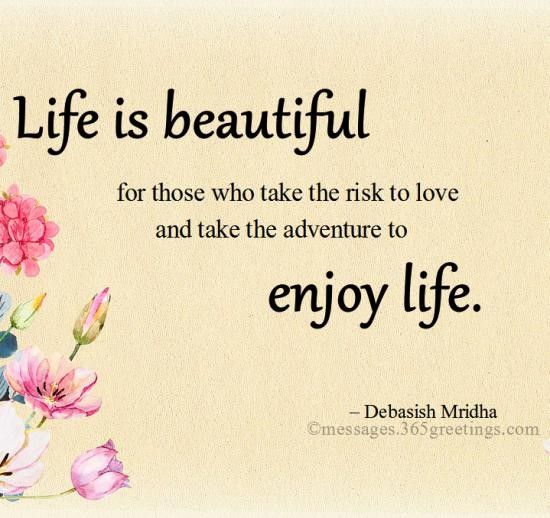 Life is beautiful
for those who take the risk to love
and take the adventure to
enjoy life.
– Debasish Mridha
©messages.365greetings.com